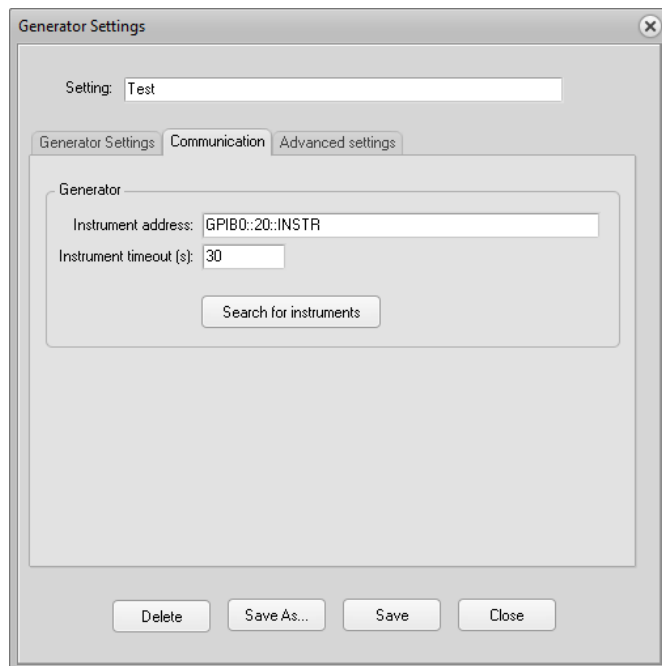 Generator Settings
Setting: Test
Generator Settings Communication Advanced settings
Generator
Instrument address: GPIB0::20::INSTR
Instrument timeout (s): 30
Search for instruments
Delete Save As... Save Close